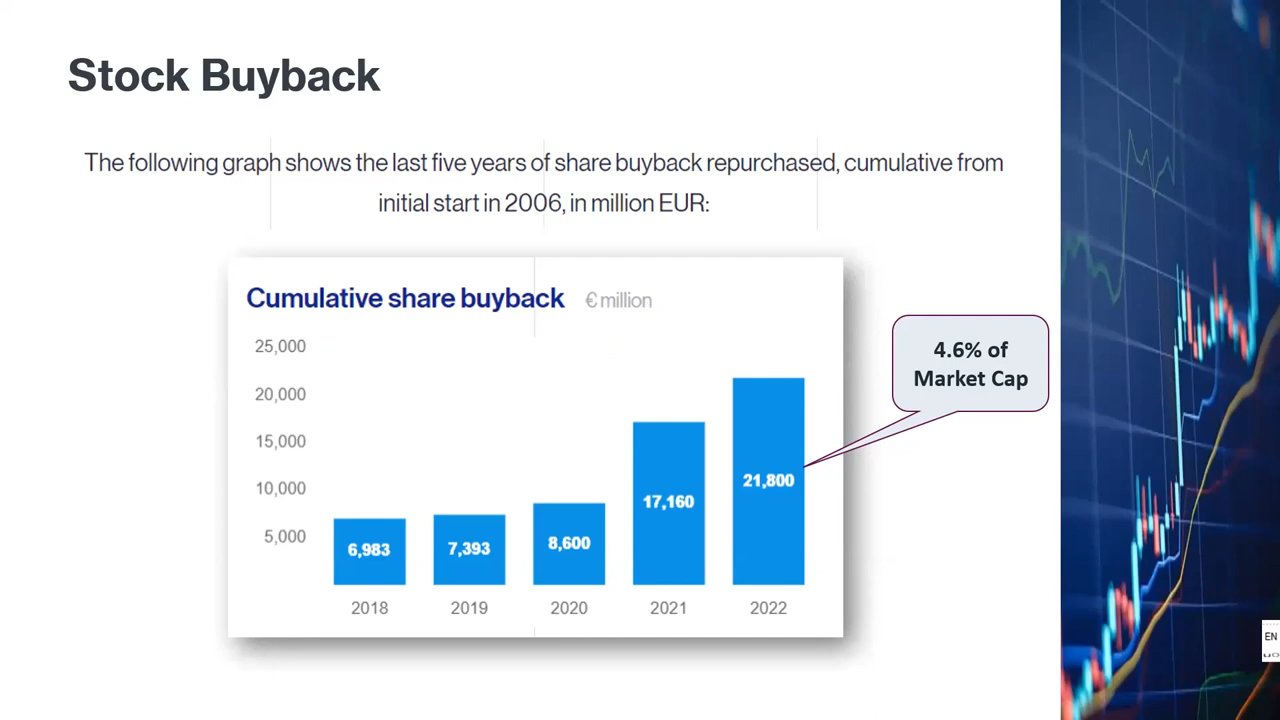 Stock Buyback
The following graph shows the last five years of share buyback repurchased, cumulative from
initial start in 2006, in million EUR:
Cumulative share buyback € million
25,000
20,000
15,000
10,000
5,000
4.6% of
Market Cap
6,983
7,393
8,600
17,160
21,800
2018
2019
2020
2021
2022
EN